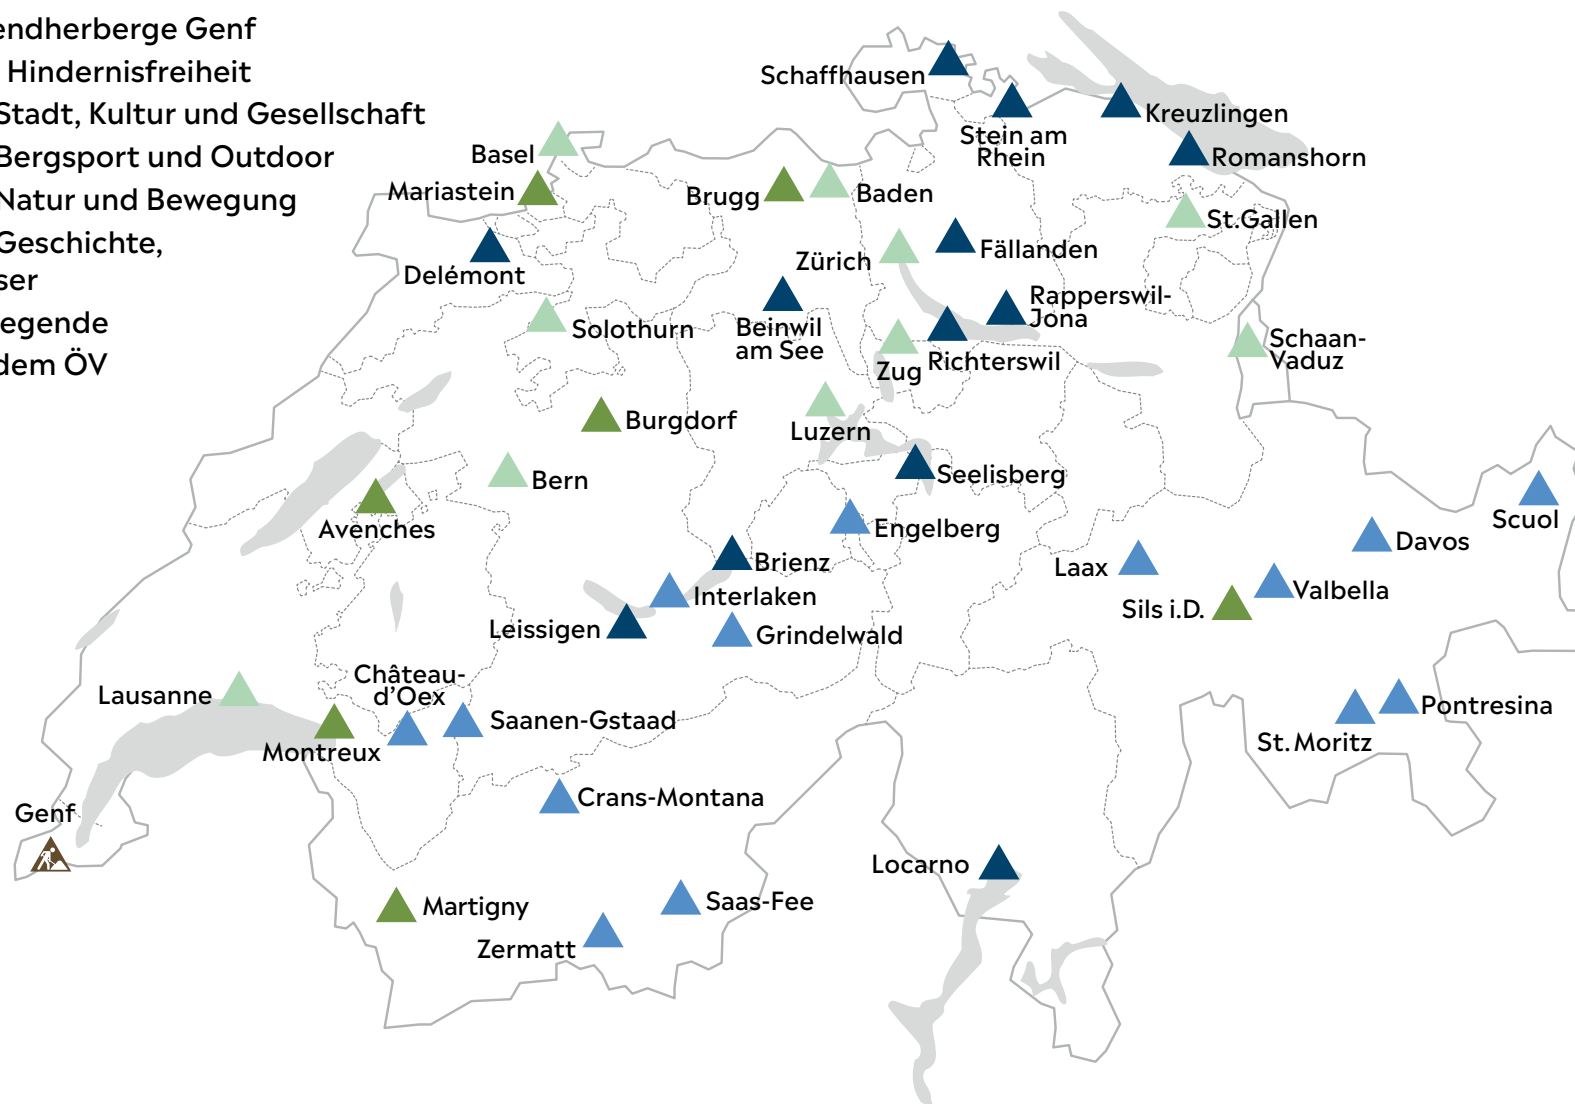 endherberge Genf
Hindernisfreiheit
Stadt, Kultur und Gesellschaft
Bergsport und Outdoor
Natur und Bewegung
Geschichte,
ser
egende
dem ÖV
Schaffhausen
Stein am
Rhein
Kreuzlingen
Romanshorn
Basel
Mariastein
Brugg
Baden
St.Gallen
Delémont
Zürich
Fällanden
Solothurn
Beinwil
am See
Rapperswil-
Jona
Richterswil
Zug
Schaan-
Vaduz
Burgdorf
Luzern
Bern
Seelisberg
Avenches
Engelberg
Scuol
Davos
Brienz
Laax
Interlaken
Valbella
Sils i.D.
Leissigen
Grindelwald
Château-
d'Oex
Lausanne
Saanen-Gstaad
Montreux
Pontresina
St. Moritz
Crans-Montana
Genf
Locarno
Martigny
Saas-Fee
Zermatt